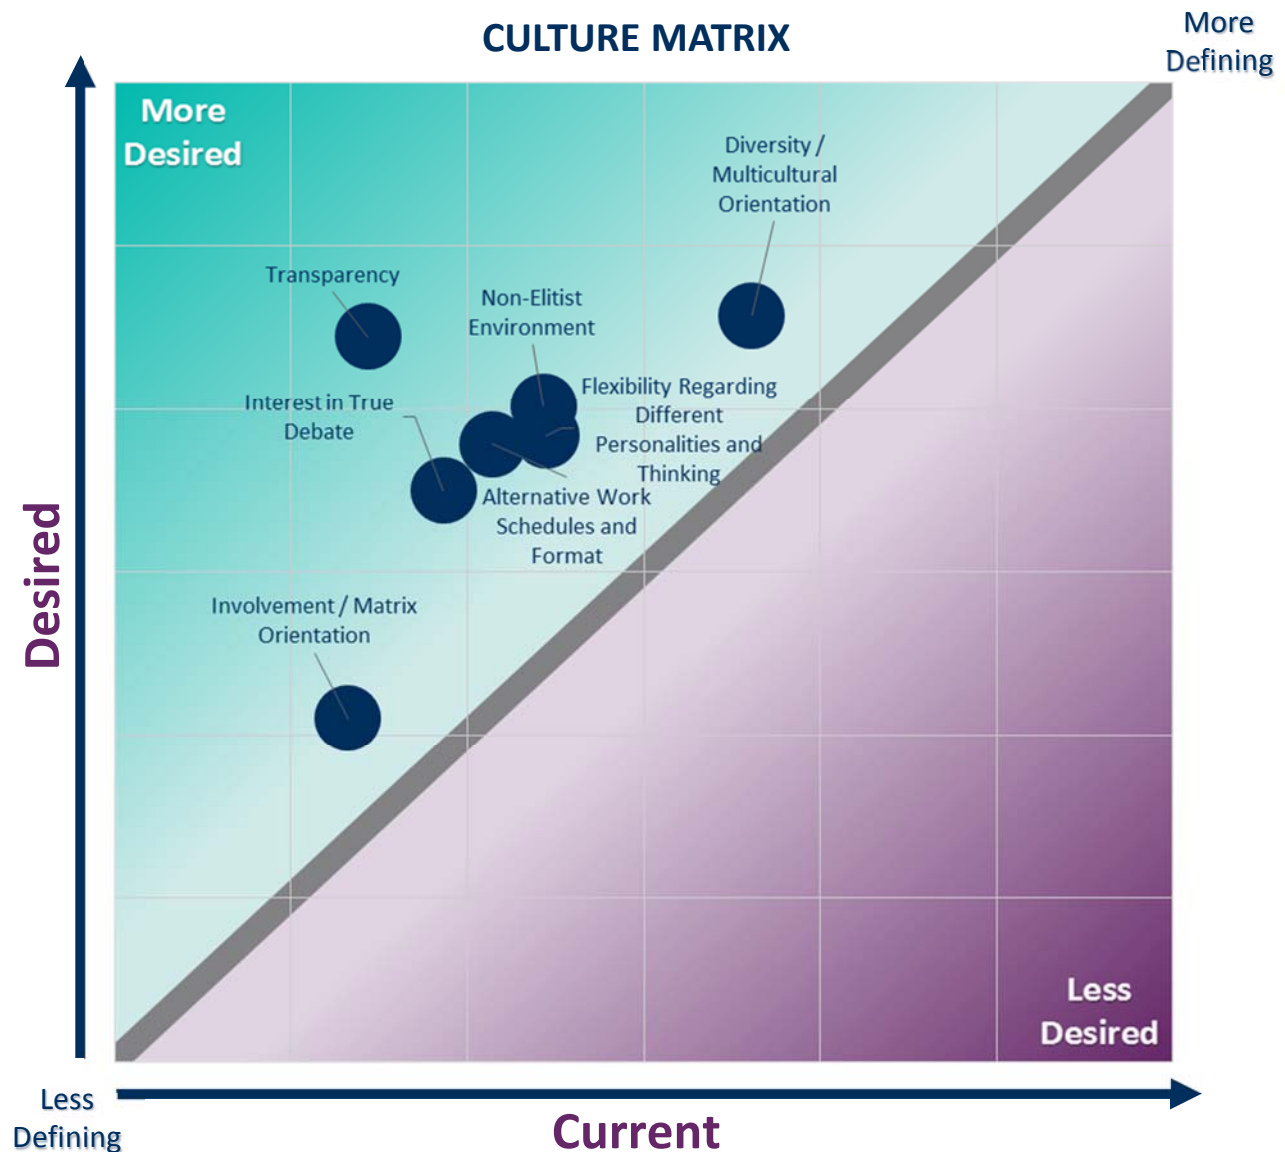 CULTURE MATRIX
More
Defining
More
Desired
Diversity /
Multicultural
Orientation
Transparency
Non-Elitist
Environment
Flexibility Regarding
Different
Personalities and
Thinking
Interest in True
Debate
Alternative Work
Schedules and
Format
Involvement / Matrix
Orientation
Desired
Less
Desired
Less
Defining
Current